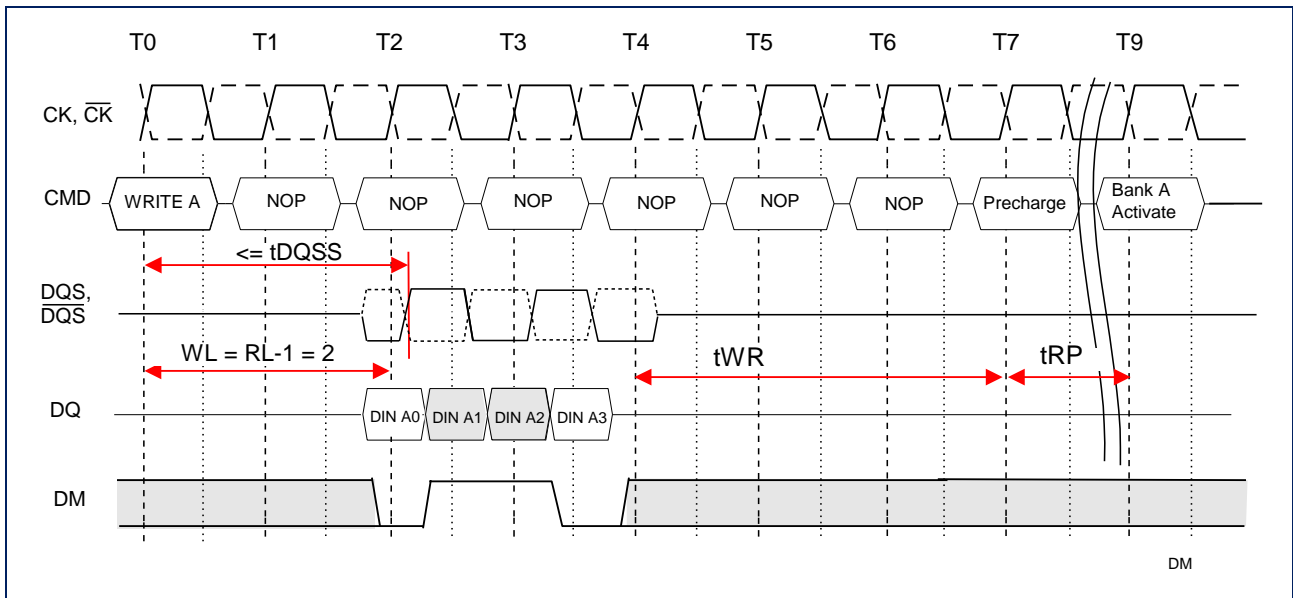 T0 T1 T2 T3 T4 T5 T6 T7 T9
CK, C̅K̅
CMD WRITE A NOP NOP NOP NOP NOP NOP Precharge Bank A
Activate
<= tDQSS
DQS,
D̅Q̅S̅
WL = RL-1 = 2 tWR tRP
DQ DIN A0 DIN A1 DIN A2 DIN A3
DM
DM